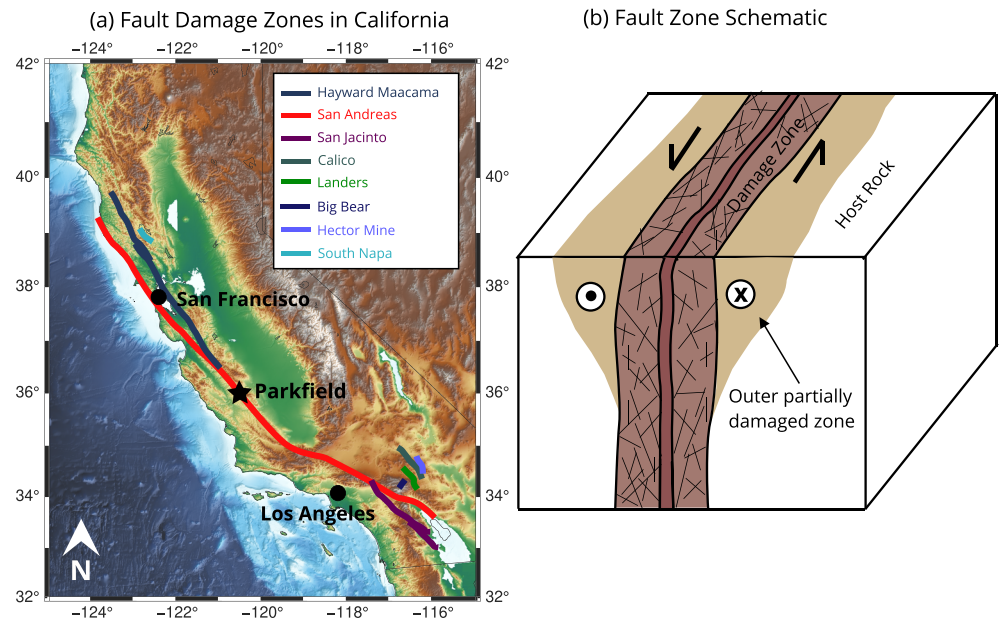 (a) Fault Damage Zones in California
−124° −122° −120° −118° −116°
42° 42°
Hayward Maacama
San Andreas
San Jacinto
Calico
Landers
Big Bear
Hector Mine
South Napa
40° 40°
38° 38°
San Francisco
36° 36°
Parkfield
34° 34°
Los Angeles
N
32° 32°
−124° −122° −120° −118° −116°
(b) Fault Zone Schematic
Damage Zone
Host Rock
x
Outer partially
damaged zone